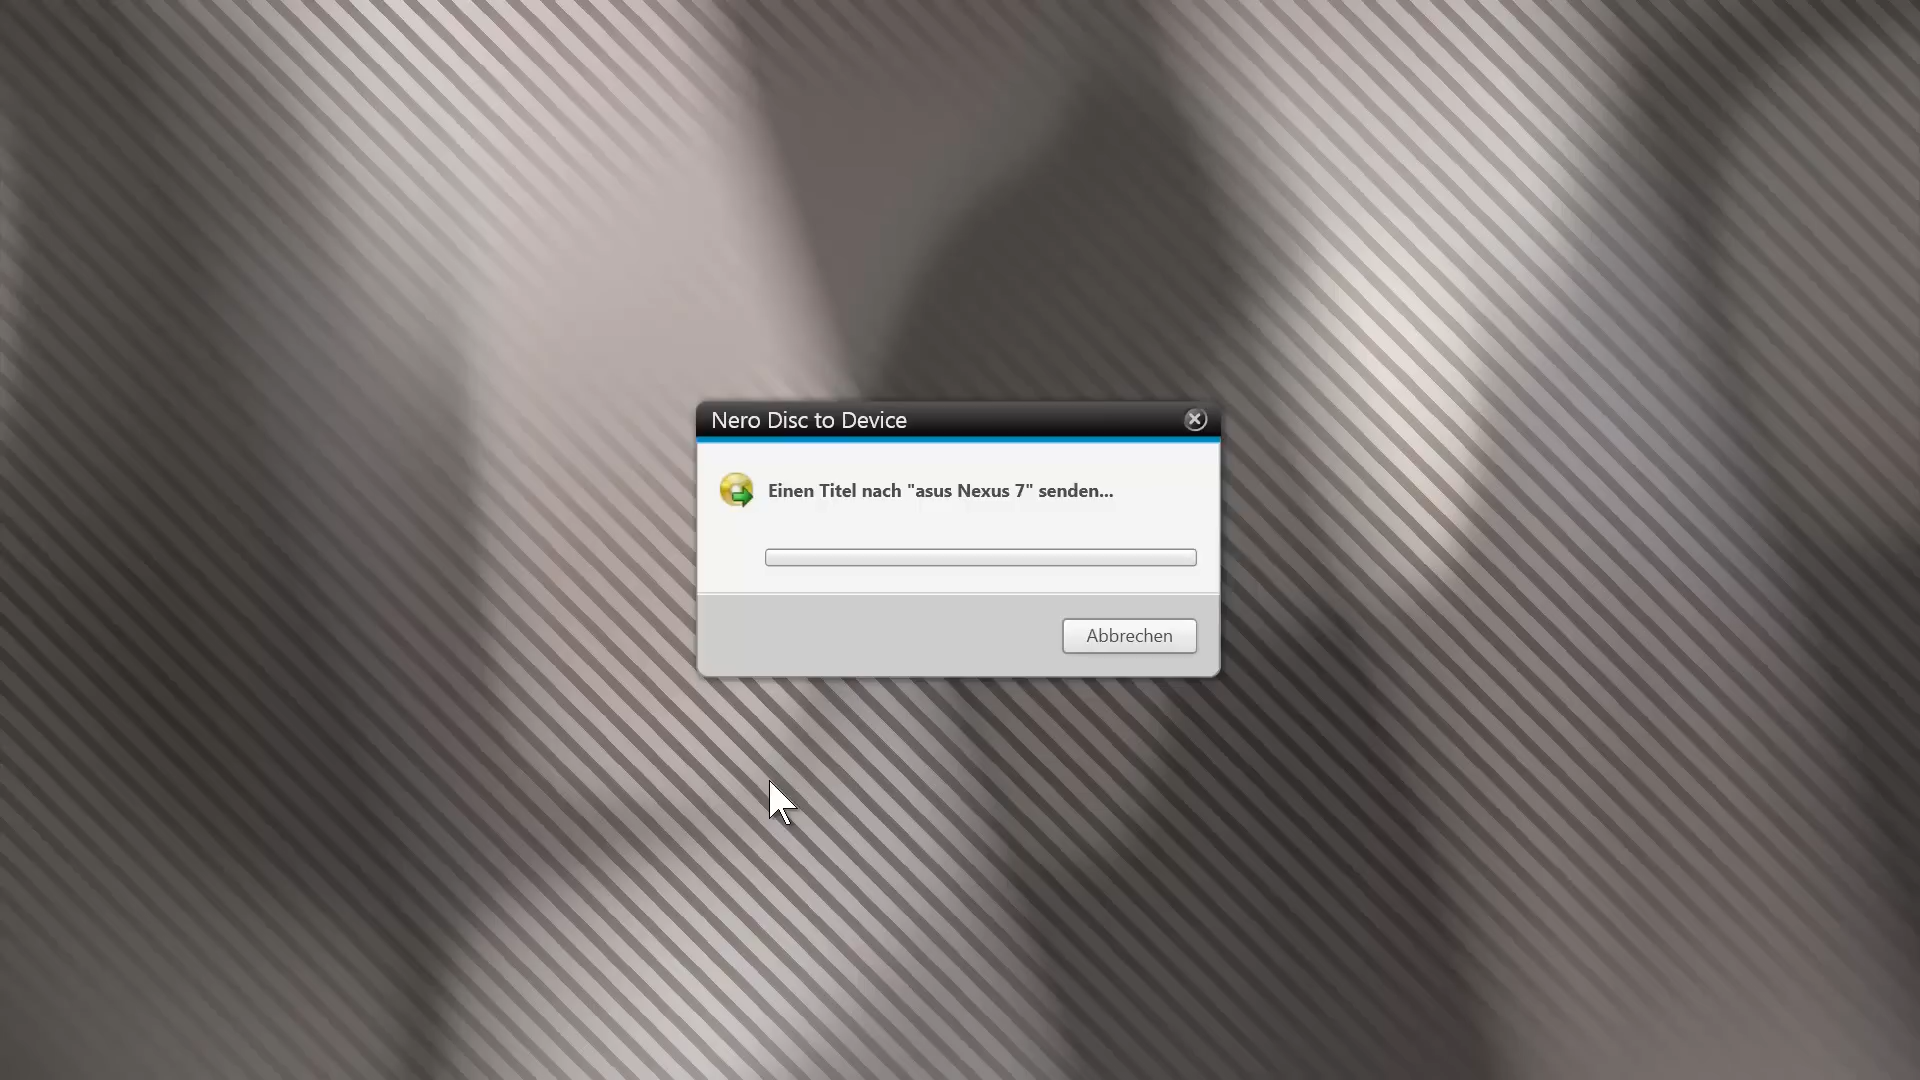 Nero Disc to Device
Einen Titel nach "asus Nexus 7" senden...
Abbrechen